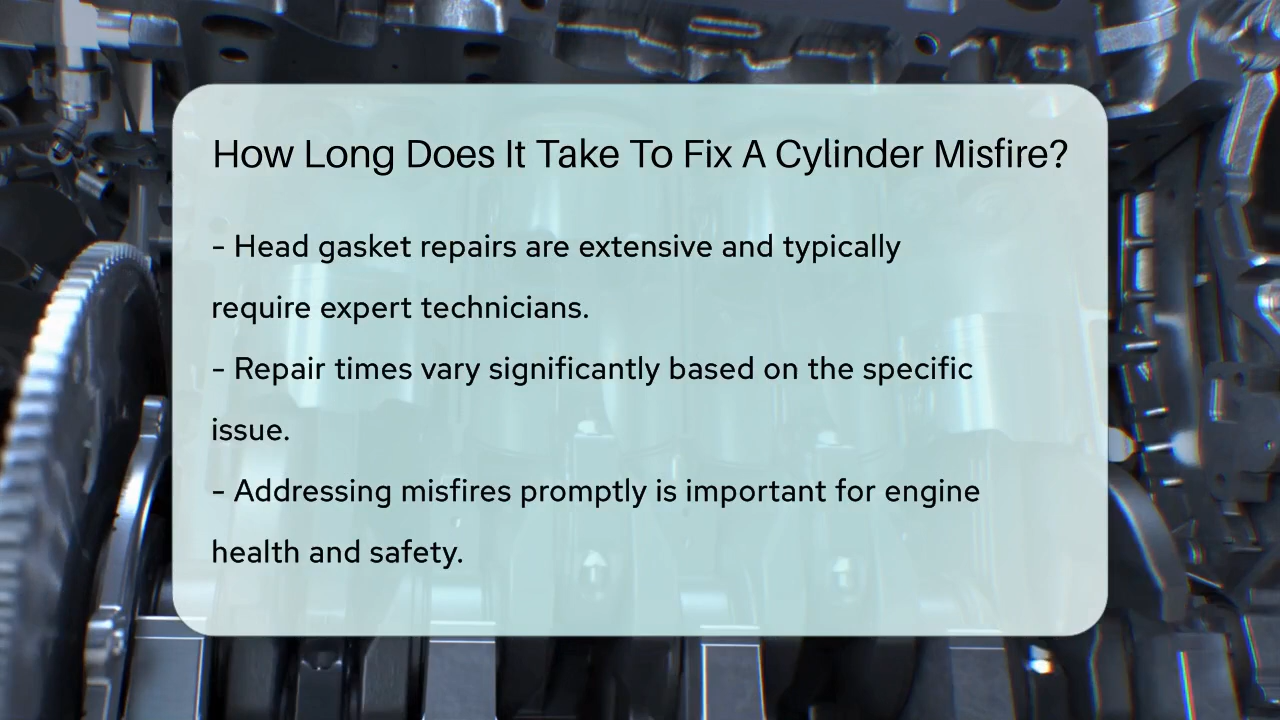 How Long Does It Take To Fix A Cylinder Misfire?
- Head gasket repairs are extensive and typically
require expert technicians.
- Repair times vary significantly based on the specific
issue.
- Addressing misfires promptly is important for engine
health and safety.